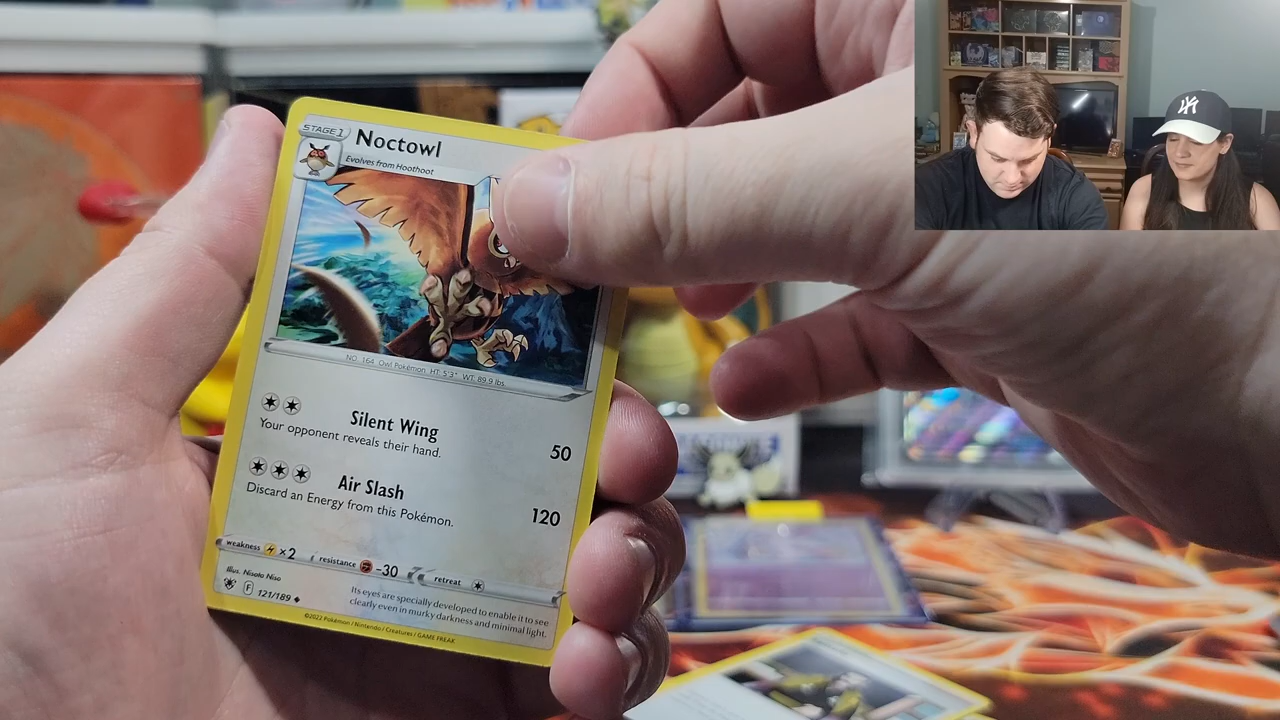 STAGE 1
Noctowl
Evolves from Hoothoot
NO. 164 Owl Pokémon HT: 5'3" WT: 89.9 lbs.
Silent Wing
50
Your opponent reveals their hand.
Air Slash
120
Discard an Energy from this Pokémon.
weakness ×2 resistance -30 retreat
Illus. Nisota Niso
F 121/189
Its eyes are specially developed to enable it to see
clearly even in murky darkness and minimal light.
©2022 Pokémon / Nintendo / Creatures / GAME FREAK
NY